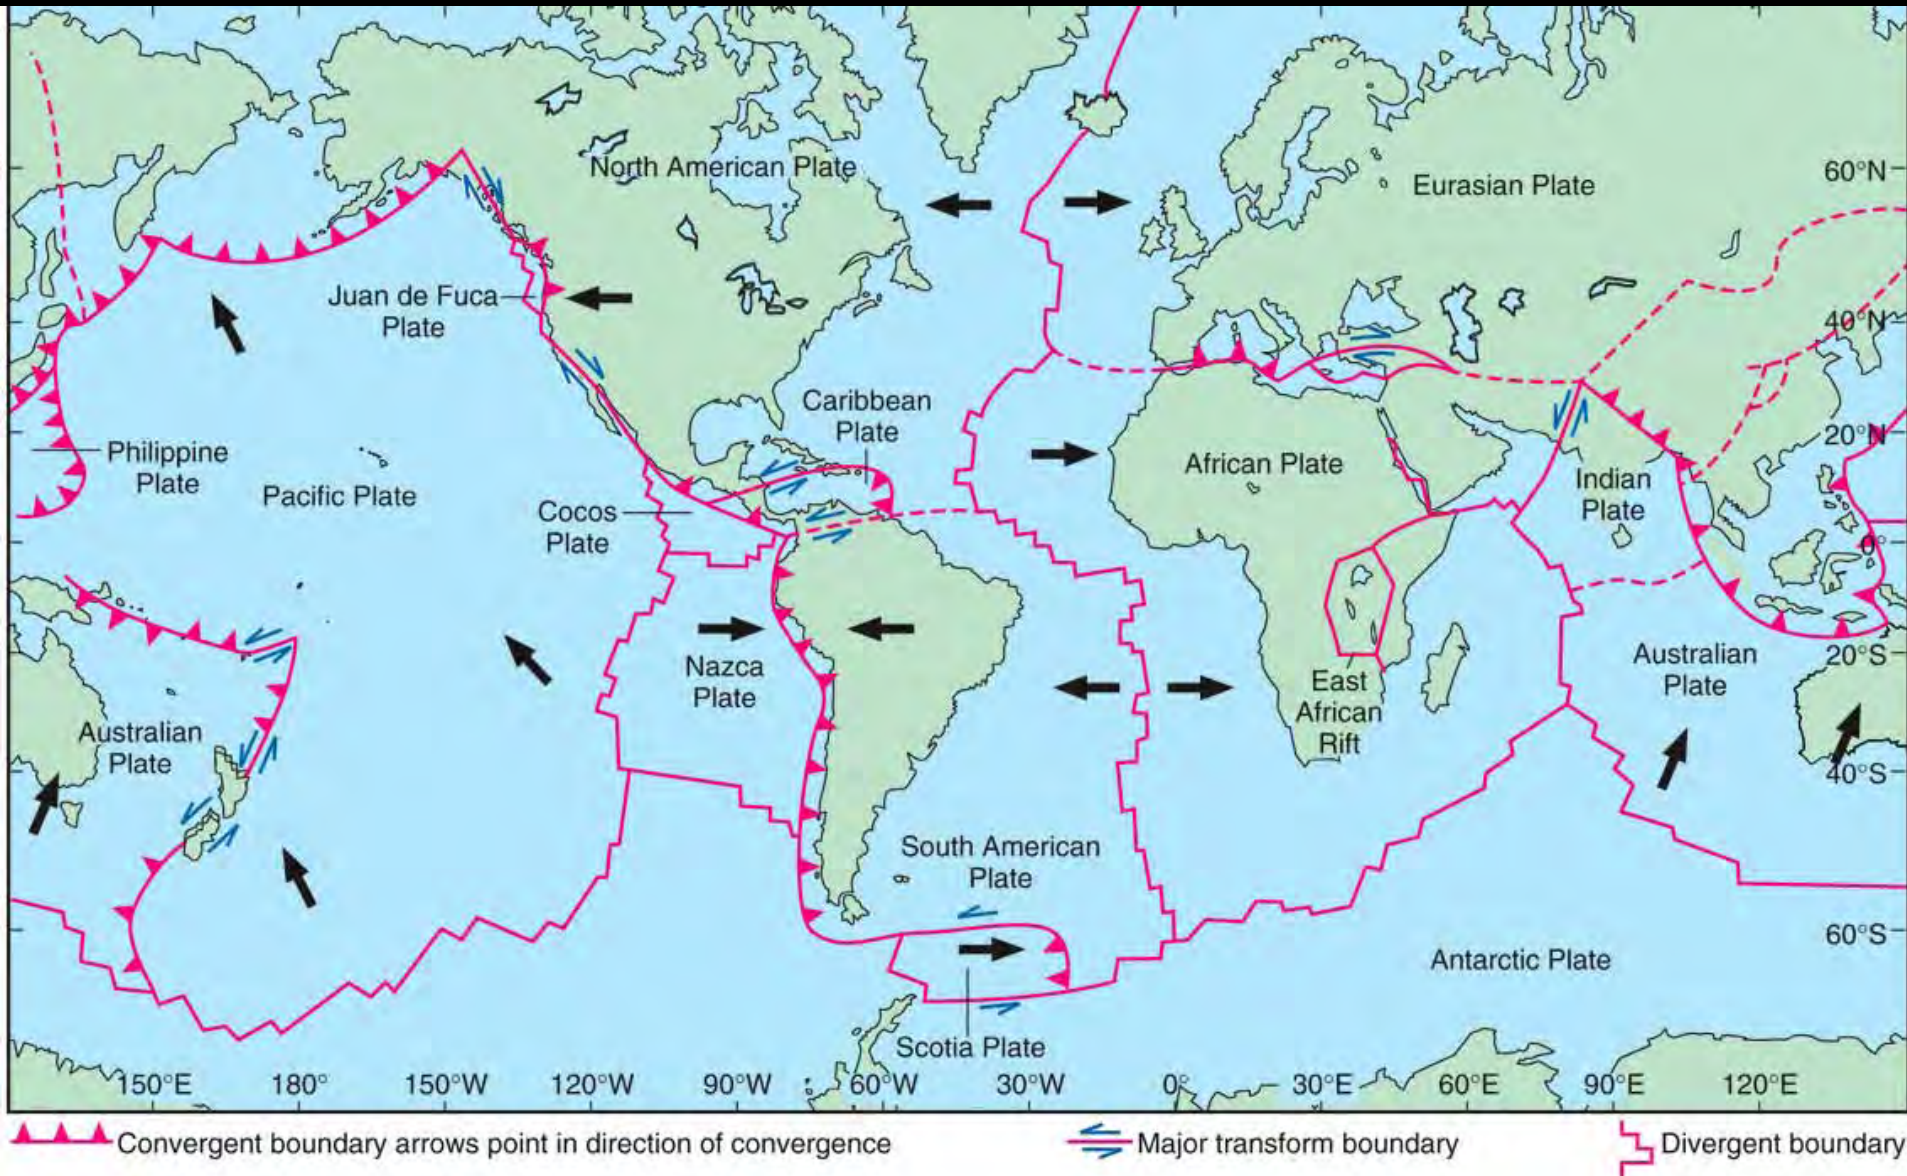 North American Plate
60°N
Eurasian Plate
Juan de Fuca
Plate
40°N
Caribbean
Plate
20°N
Philippine
Plate
Pacific Plate
African Plate
Indian
Plate
Cocos
Plate
0°
Nazca
Plate
East
African
Rift
Australian
Plate
20°S
Australian
Plate
40°S
South American
Plate
60°S
Antarctic Plate
Scotia Plate
150°E 180° 150°W 120°W 90°W 60°W 30°W 0° 30°E 60°E 90°E 120°E
Convergent boundary arrows point in direction of convergence
Major transform boundary
Divergent boundary